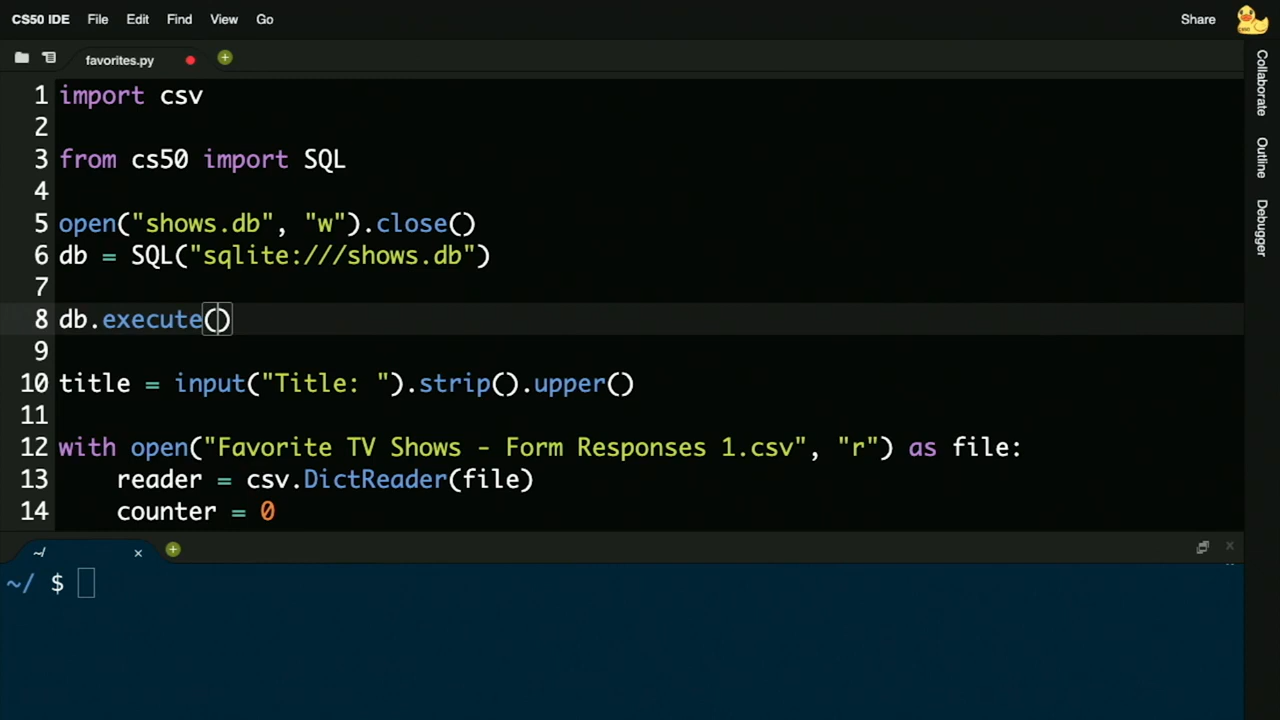 CS50 IDE File Edit Find View Go Share
favorites.py
1 import csv
2
3 from cs50 import SQL
4
5 open("shows.db", "w").close()
6 db = SQL("sqlite:///shows.db")
7
8 db.execute()
9
10 title = input("Title: ").strip().upper()
11
12 with open("Favorite TV Shows - Form Responses 1.csv", "r") as file:
13     reader = csv.DictReader(file)
14     counter = 0
~/
~/ $
Collaborate
Outline
Debugger